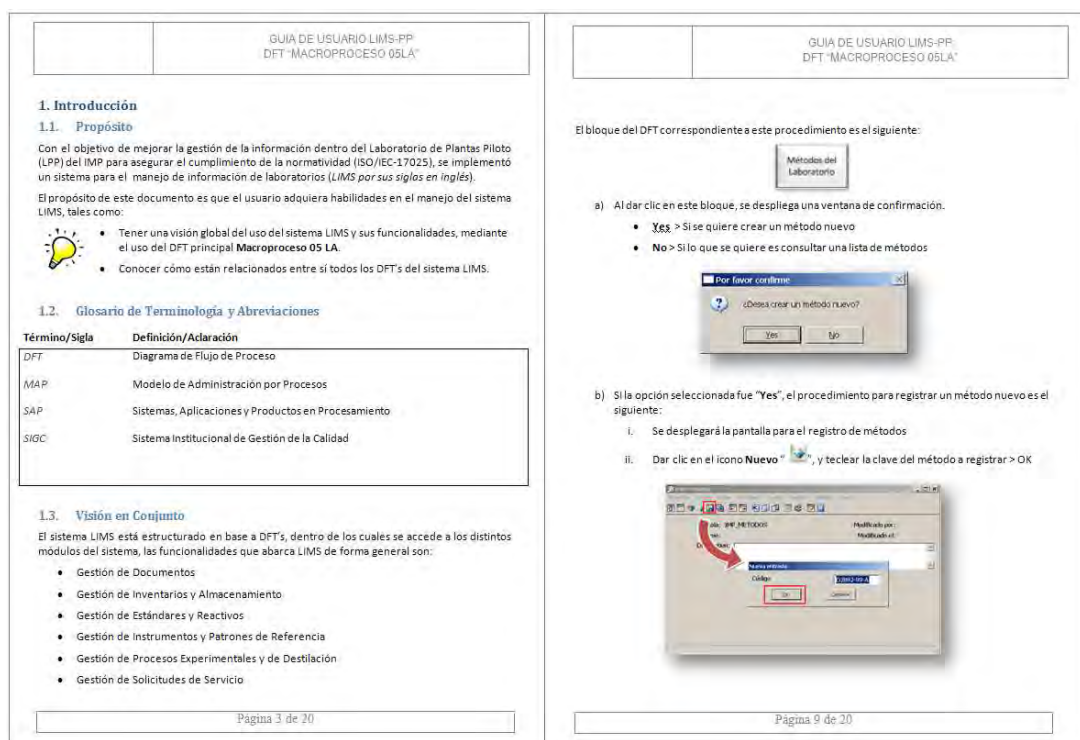 GUIA DE USUARIO LIMS-PP
DFT "MACROPROCESO 05LA"
1. Introducción
1.1. Propósito
Con el objetivo de mejorar la gestión de la información dentro del Laboratorio de Plantas Piloto
(LPP) del IMP para asegurar el cumplimiento de la normatividad (ISO/IEC-17025), se implementó
un sistema para el manejo de información de laboratorios (LIMS por sus siglas en inglés).
El propósito de este documento es que el usuario adquiera habilidades en el manejo del sistema
LIMS, tales como:
• Tener una visión global del uso del sistema LIMS y sus funcionalidades, mediante
el uso del DFT principal Macroproceso 05 LA.
• Conocer cómo están relacionados entre sí todos los DFT's del sistema LIMS.
1.2. Glosario de Terminología y Abreviaciones
Término/Sigla Definición/Aclaración
DFT Diagrama de Flujo de Proceso
MAP Modelo de Administración por Procesos
SAP Sistemas, Aplicaciones y Productos en Procesamiento
SIGC Sistema Institucional de Gestión de la Calidad
1.3. Visión en Conjunto
El sistema LIMS está estructurado en base a DFT's, dentro de los cuales se accede a los distintos
módulos del sistema, las funcionalidades que abarca LIMS de forma general son:
• Gestión de Documentos
• Gestión de Inventarios y Almacenamiento
• Gestión de Estándares y Reactivos
• Gestión de Instrumentos y Patrones de Referencia
• Gestión de Procesos Experimentales y de Destilación
• Gestión de Solicitudes de Servicio
Página 3 de 20
GUIA DE USUARIO LIMS-PP
DFT "MACROPROCESO 05LA"
El bloque del DFT correspondiente a este procedimiento es el siguiente:
Métodos del
Laboratorio
a) Al dar clic en este bloque, se despliega una ventana de confirmación.
• Yes > Si se quiere crear un método nuevo
• No > Si lo que se quiere es consultar una lista de métodos
Por favor confirme
¿Desea crear un método nuevo?
Yes No
b) Si la opción seleccionada fue "Yes", el procedimiento para registrar un método nuevo es el
siguiente:
i. Se desplegará la pantalla para el registro de métodos
ii. Dar clic en el icono Nuevo " ", y teclear la clave del método a registrar > OK
IMP_METODOS Modificado por:
Modificado el:
Nueva entrada
Código:
OK
Página 9 de 20